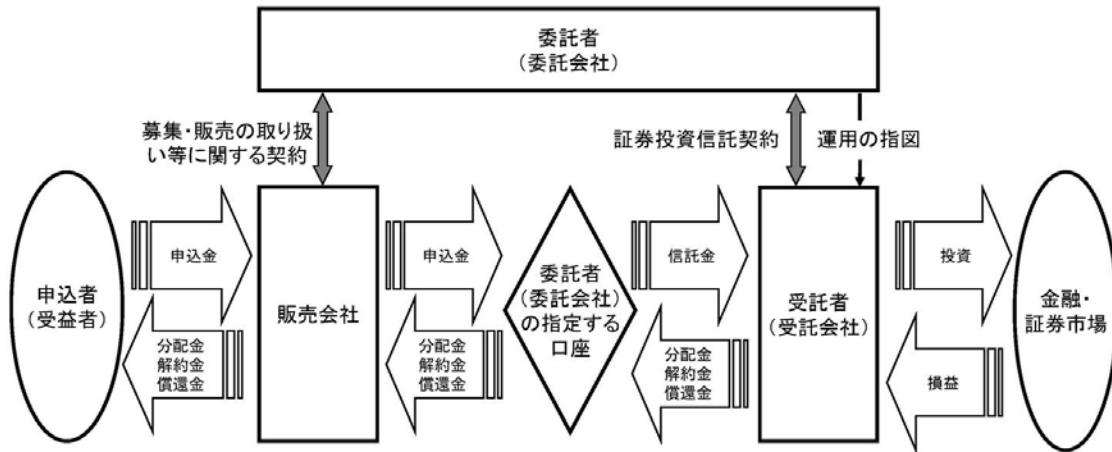 委託者
（委託会社）
募集・販売の取り扱
い等に関する契約
証券投資信託契約
運用の指図
申込者
（受益者）
申込金
分配金
解約金
償還金
販売会社
申込金
分配金
解約金
償還金
委託者
（委託会社）
の指定する
口座
信託金
分配金
解約金
償還金
受託者
（受託会社）
投資
損益
金融・
証券市場